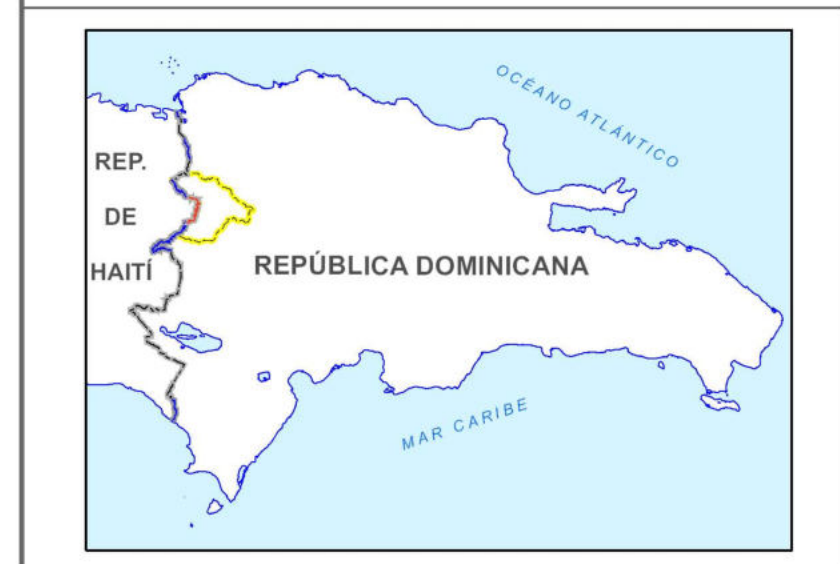 OCÉANO ATLÁNTICO
REP.
DE
HAITÍ
REPÚBLICA DOMINICANA
MAR CARIBE